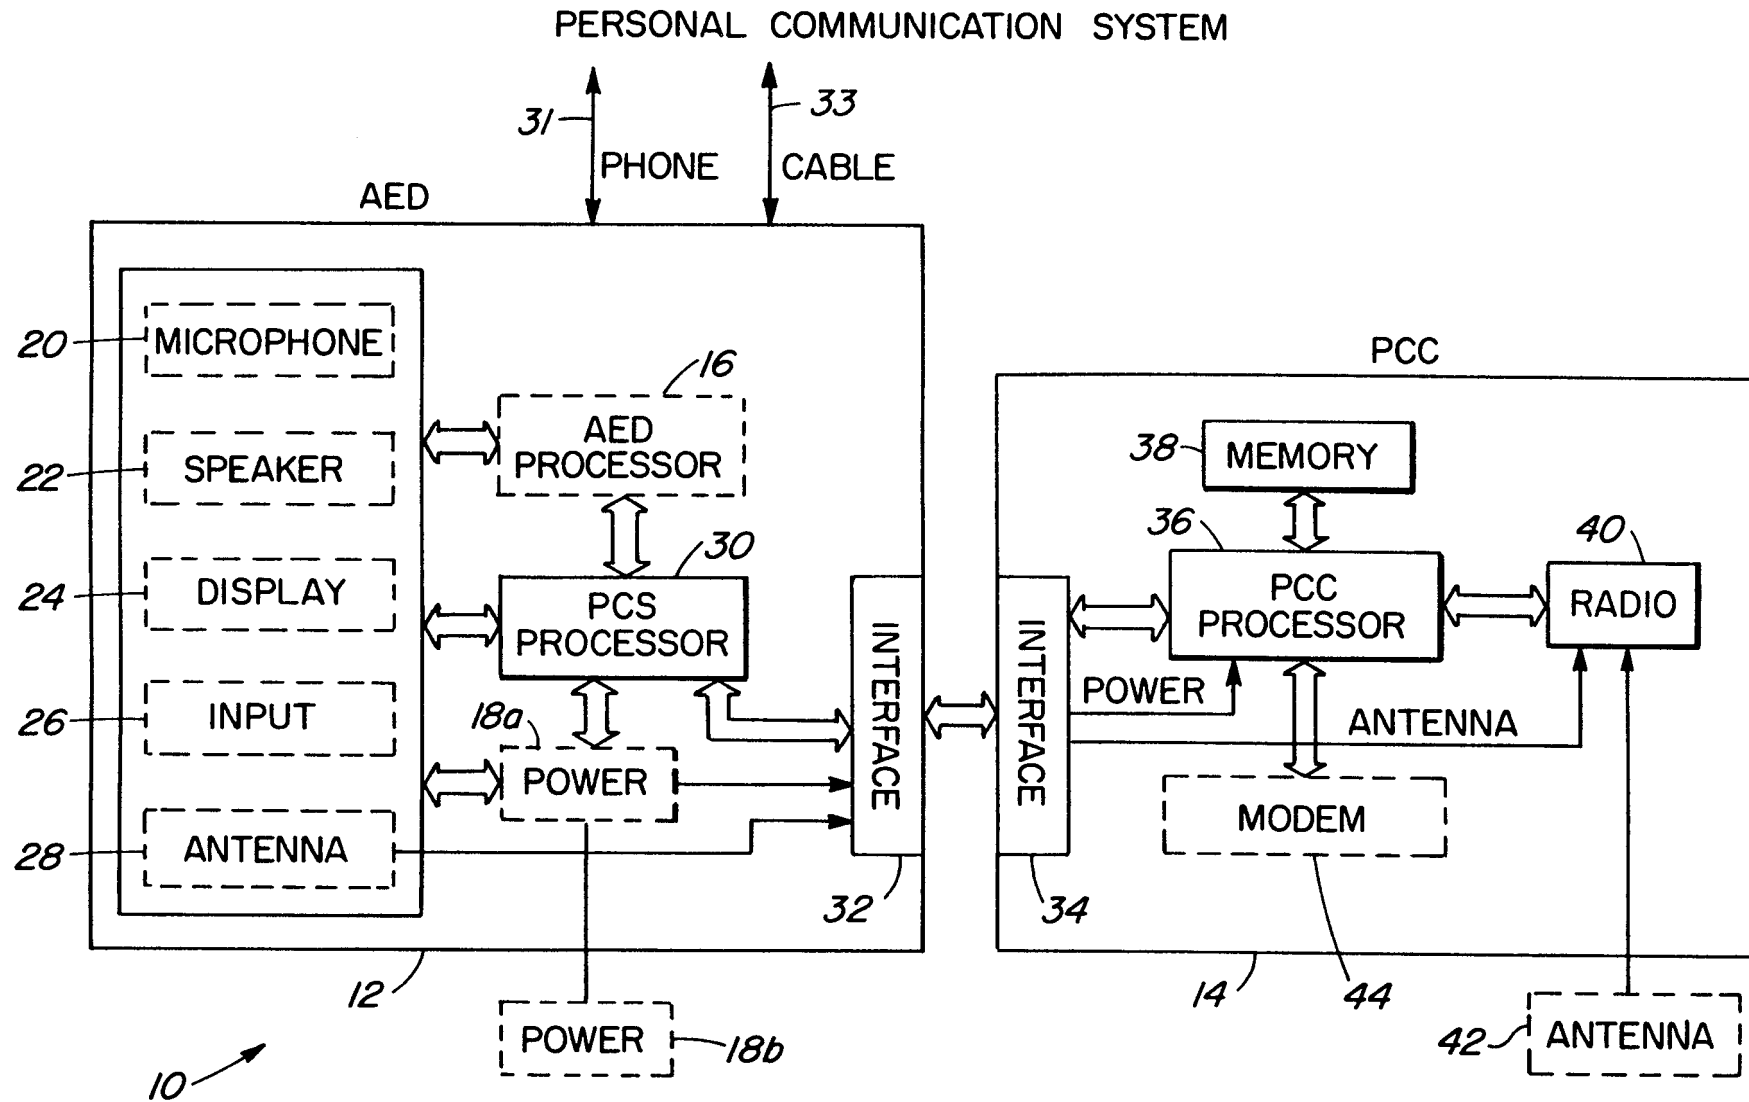 PERSONAL COMMUNICATION SYSTEM
31
33
PHONE
CABLE
AED
20
MICROPHONE
22
SPEAKER
24
DISPLAY
26
INPUT
28
ANTENNA
16
AED
PROCESSOR
30
PCS
PROCESSOR
18a
POWER
INTERFACE
32
12
POWER
18b
10
PCC
38
MEMORY
36
PCC
PROCESSOR
40
RADIO
INTERFACE
POWER
ANTENNA
MODEM
34
14
44
42
ANTENNA